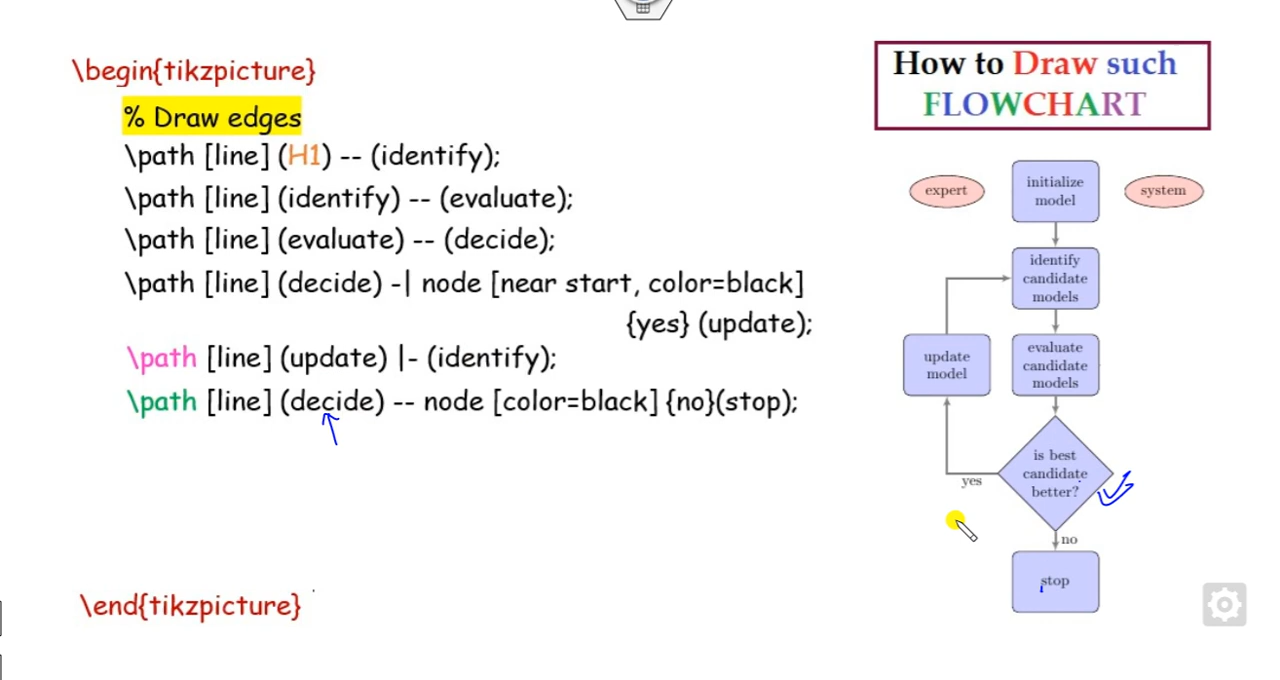 \begin{tikzpicture}
% Draw edges
\path [line] (H1) -- (identify);
\path [line] (identify) -- (evaluate);
\path [line] (evaluate) -- (decide);
\path [line] (decide) -| node [near start, color=black]
{yes} (update);
\path [line] (update) |- (identify);
\path [line] (decide) -- node [color=black] {no}(stop);
\end{tikzpicture}
How to Draw such
FLOWCHART
expert
initialize
model
system
identify
candidate
models
update
model
evaluate
candidate
models
is best
candidate
better?
yes
no
stop